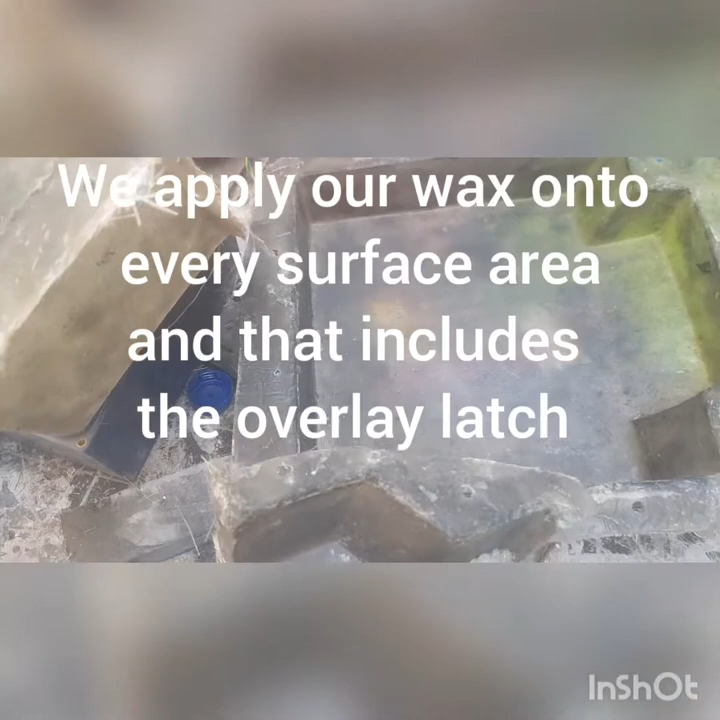 We apply our wax onto
every surface area
and that includes
the overlay latch
InShOt